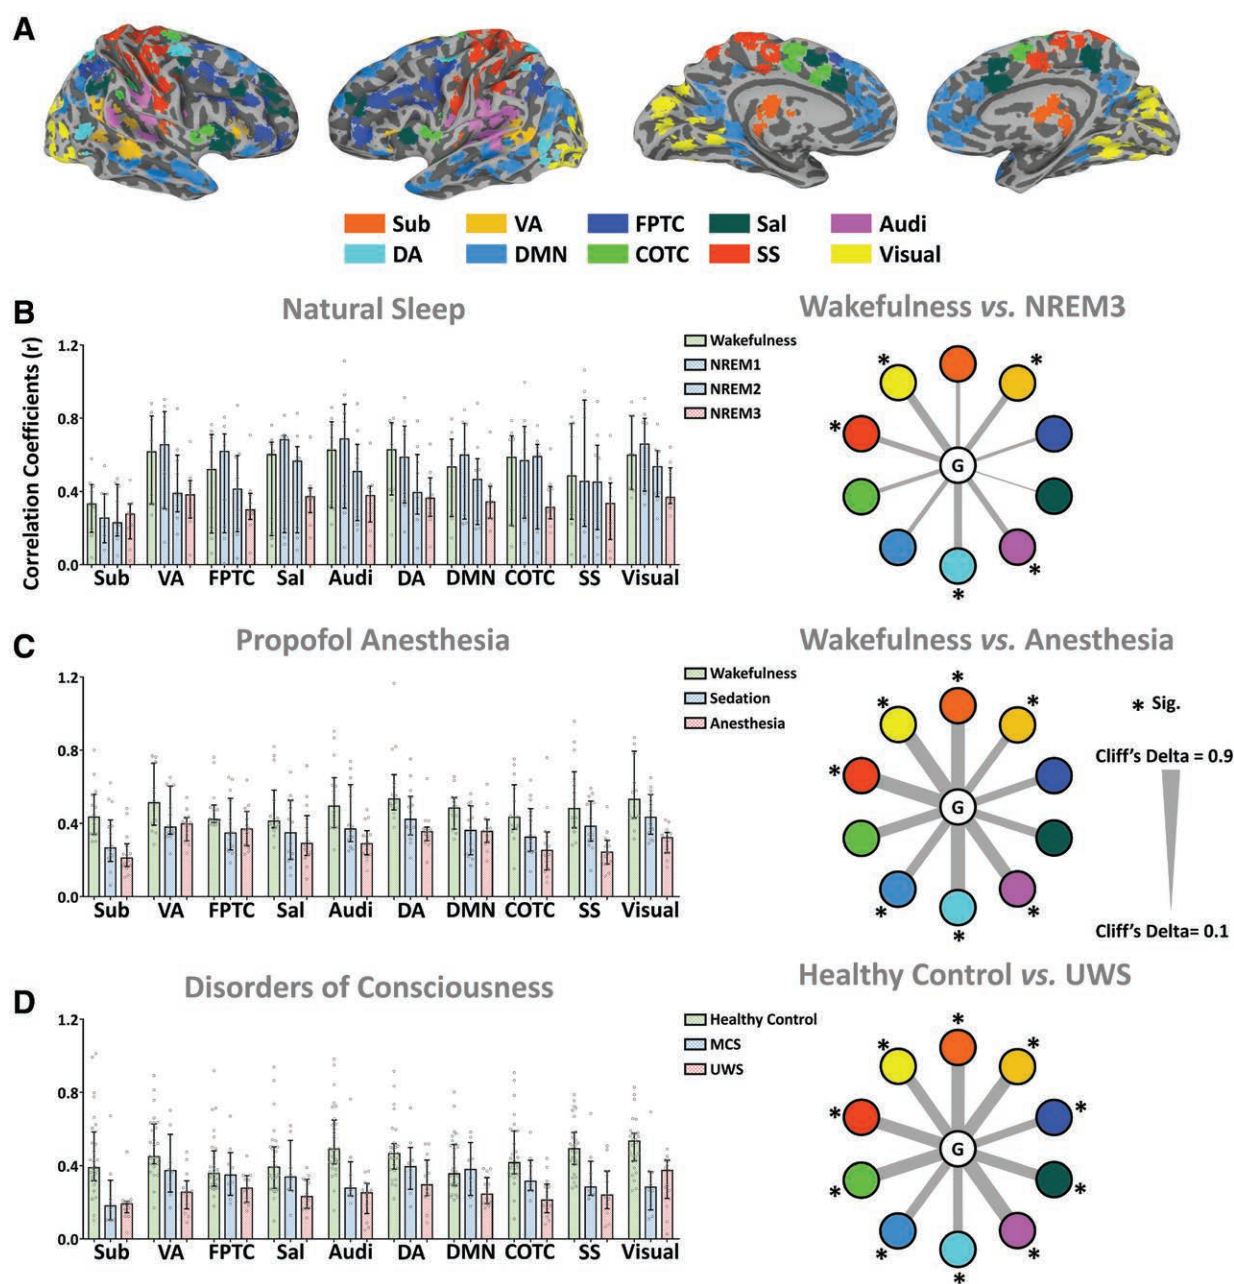 A
Sub VA FPTC Sal Audi
DA DMN COTC SS Visual
B
Natural Sleep
Wakefulness vs. NREM3
Correlation Coefficients (r)
1.2
0.8
0.4
0.0
Wakefulness
NREM1
NREM2
NREM3
Sub VA FPTC Sal Audi DA DMN COTC SS Visual
*
*
*
G
*
*
C
Propofol Anesthesia
Wakefulness vs. Anesthesia
1.2
0.8
0.4
0.0
Wakefulness
Sedation
Anesthesia
Sub VA FPTC Sal Audi DA DMN COTC SS Visual
*
* *
*
G
* *
*
* Sig.
Cliff's Delta = 0.9
Cliff's Delta= 0.1
D
Disorders of Consciousness
Healthy Control vs. UWS
1.2
0.8
0.4
0.0
Healthy Control
MCS
UWS
Sub VA FPTC Sal Audi DA DMN COTC SS Visual
*
* *
* *
G
* *
* *
*